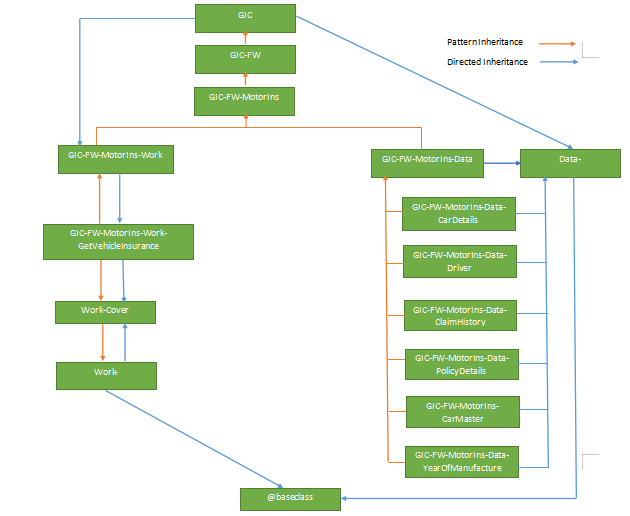 GIC
Pattern Inheritance
GIC-FW
Directed Inheritance
GIC-FW-MotorIns
GIC-FW-MotorIns-Work
GIC-FW-MotorIns-Data
Data-
GIC-FW-MotorIns-Data-
CarDetails
GIC-FW-MotorIns-Work-
GetVehicleInsurance
GIC-FW-MotorIns-Data-
Driver
Work-Cover
GIC-FW-MotorIns-Data-
ClaimHistory
Work-
GIC-FW-MotorIns-Data-
PolicyDetails
GIC-FW-MotorIns-
CarMaster
GIC-FW-MotorIns-Data-
YearOfManufacture
@baseclass